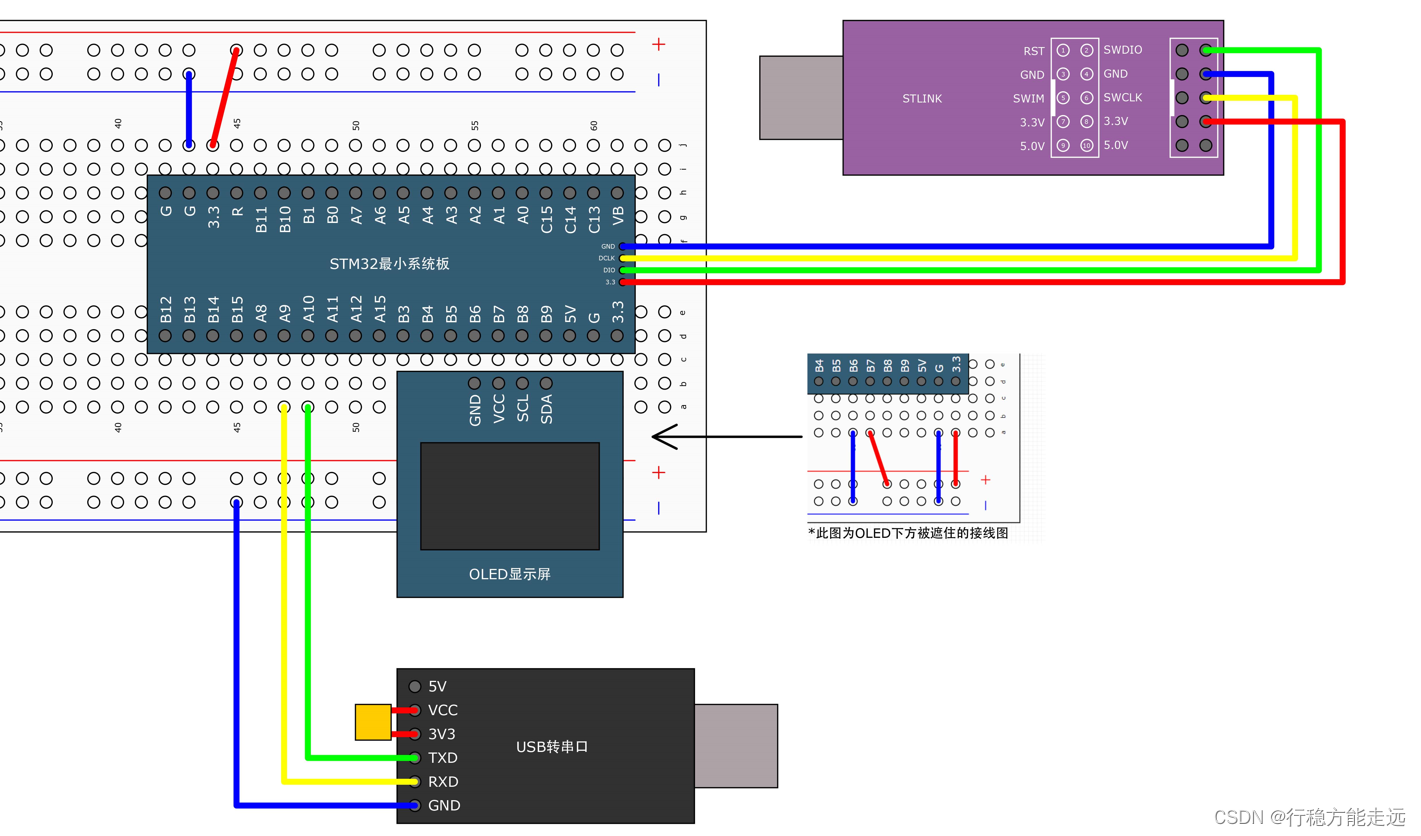 +
−
35 40 45 50 55 60
j
i
h
g
f
G G 3.3 R B11 B10 B1 B0 A7 A6 A5 A4 A3 A2 A1 A0 C15 C14 C13 VB
GND
DCLK
DIO
3.3
STM32最小系统板
B12 B13 B14 B15 A8 A9 A10 A11 A12 A15 B3 B4 B5 B6 B7 B8 B9 5V G 3.3
e
d
c
b
a
40 45 50
+
−
STLINK
RST 1 2 SWDIO
GND 3 4 GND
SWIM 5 6 SWCLK
3.3V 7 8 3.3V
5.0V 9 10 5.0V
GND VCC SCL SDA
OLED显示屏
B4 B5 B6 B7 B8 B9 5V G 3.3
e
d
c
b
a
+
−
*此图为OLED下方被遮住的接线图
5V
VCC
3V3
TXD
RXD
GND
USB转串口
CSDN @行稳方能走远